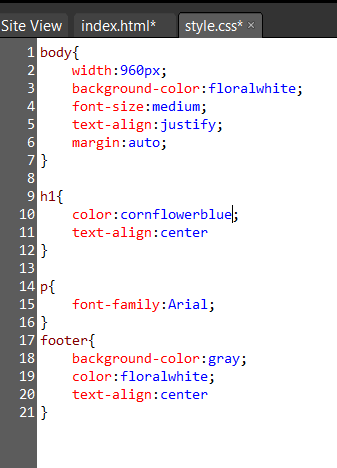 Site View index.html* style.css* ×
1 body{
2 width:960px;
3 background-color:floralwhite;
4 font-size:medium;
5 text-align:justify;
6 margin:auto;
7 }
8
9 h1{
10 color:cornflowerblue;
11 text-align:center
12 }
13
14 p{
15 font-family:Arial;
16 }
17 footer{
18 background-color:gray;
19 color:floralwhite;
20 text-align:center
21 }